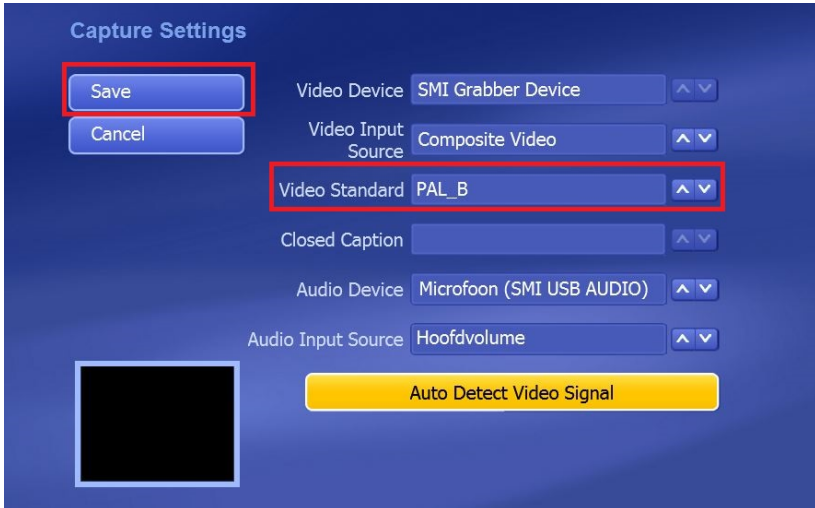 Capture Settings
Save
Cancel
Video Device SMI Grabber Device
Video Input
Source Composite Video
Video Standard PAL_B
Closed Caption
Audio Device Microfoon (SMI USB AUDIO)
Audio Input Source Hoofdvolume
Auto Detect Video Signal